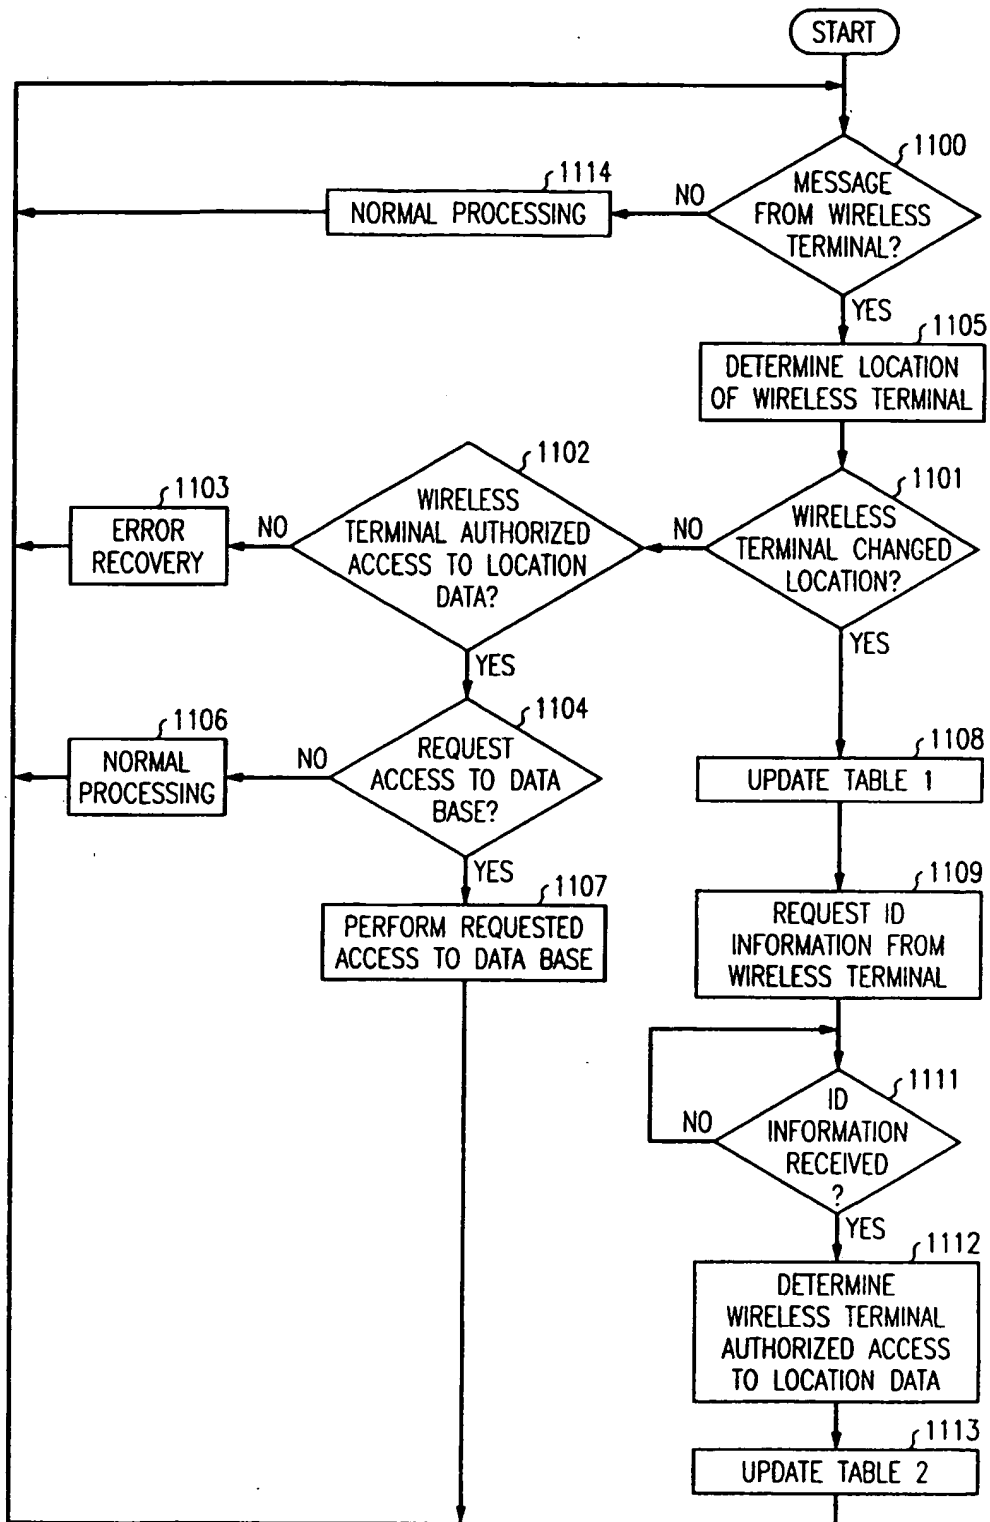 START
1100
MESSAGE
FROM WIRELESS
TERMINAL?
NO
1114
NORMAL PROCESSING
YES
1105
DETERMINE LOCATION
OF WIRELESS TERMINAL
1101
WIRELESS
TERMINAL CHANGED
LOCATION?
NO
1102
WIRELESS
TERMINAL AUTHORIZED
ACCESS TO LOCATION
DATA?
NO
1103
ERROR
RECOVERY
YES
1104
REQUEST
ACCESS TO DATA
BASE?
NO
1106
NORMAL
PROCESSING
YES
1107
PERFORM REQUESTED
ACCESS TO DATA BASE
YES
1108
UPDATE TABLE 1
1109
REQUEST ID
INFORMATION FROM
WIRELESS TERMINAL
1111
ID
INFORMATION
RECEIVED
?
NO
YES
1112
DETERMINE
WIRELESS TERMINAL
AUTHORIZED ACCESS
TO LOCATION DATA
1113
UPDATE TABLE 2